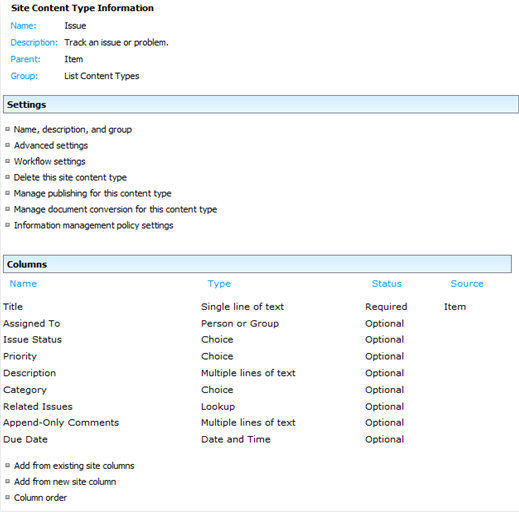 Site Content Type Information
Name: Issue
Description: Track an issue or problem.
Parent: Item
Group: List Content Types
Settings
Name, description, and group
Advanced settings
Workflow settings
Delete this site content type
Manage publishing for this content type
Manage document conversion for this content type
Information management policy settings
Columns
Name Type Status Source
Title Single line of text Required Item
Assigned To Person or Group Optional
Issue Status Choice Optional
Priority Choice Optional
Description Multiple lines of text Optional
Category Choice Optional
Related Issues Lookup Optional
Append-Only Comments Multiple lines of text Optional
Due Date Date and Time Optional
Add from existing site columns
Add from new site column
Column order